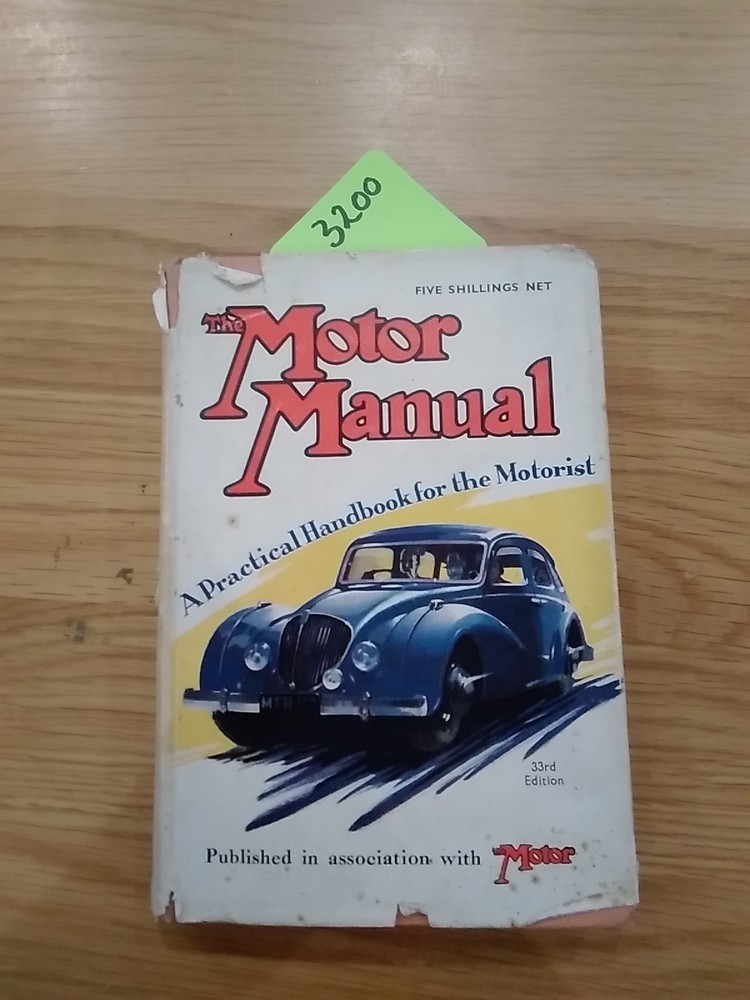 3200
FIVE SHILLINGS NET
The Motor
Manual
A Practical Handbook for the Motorist
33rd
Edition
Published in association with The Motor